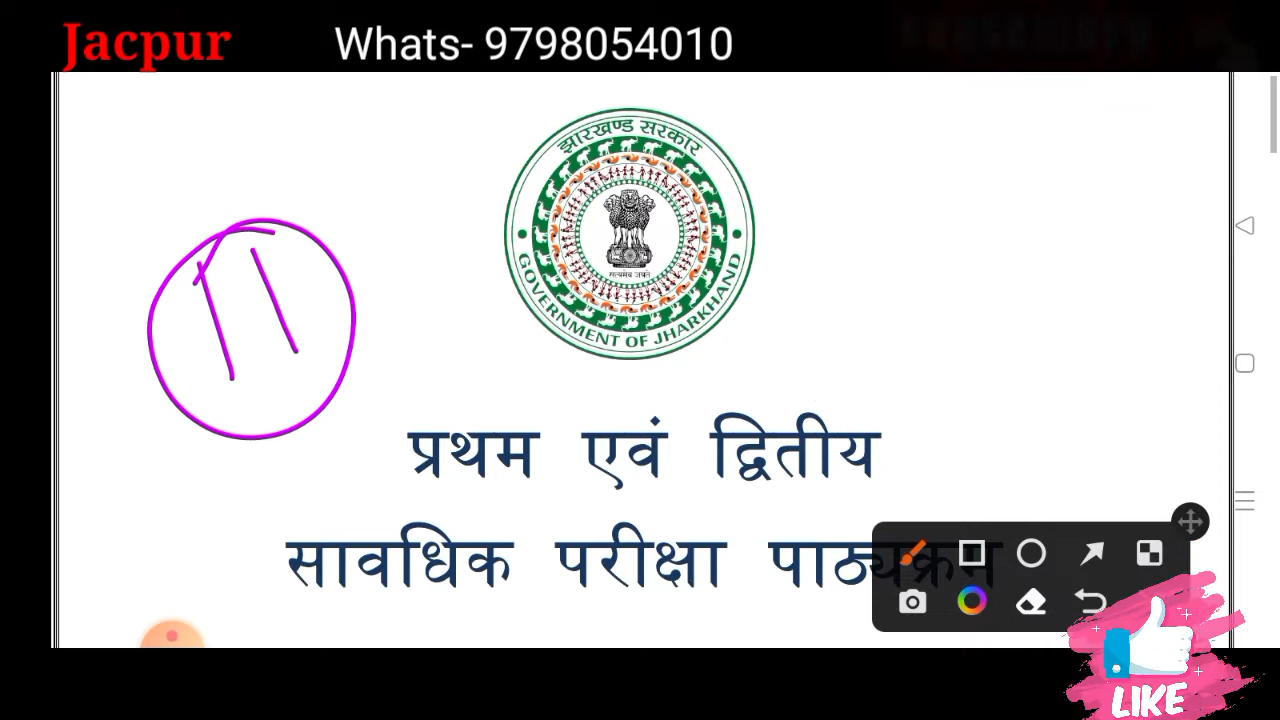 Jacpur Whats- 9798054010
झारखण्ड सरकार
सत्यमेव जयते
GOVERNMENT OF JHARKHAND
11
प्रथम एवं द्वितीय
सावधिक परीक्षा पाठ्यक्रम
LIKE